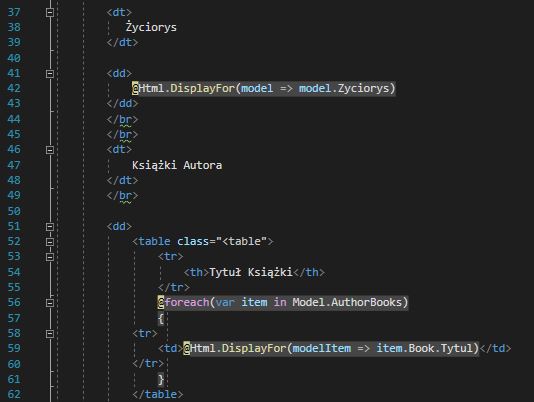 37 <dt>
38 Życiorys
39 </dt>
40
41 <dd>
42 @Html.DisplayFor(model => model.Zyciorys)
43 </dd>
44 </br>
45 </br>
46 <dt>
47 Książki Autora
48 </dt>
49 </br>
50
51 <dd>
52 <table class="<table">
53 <tr>
54 <th>Tytuł Książki</th>
55 </tr>
56 @foreach(var item in Model.AuthorBooks)
57 {
58 <tr>
59 <td>@Html.DisplayFor(modelItem => item.Book.Tytul)</td>
60 </tr>
61 }
62 </table>